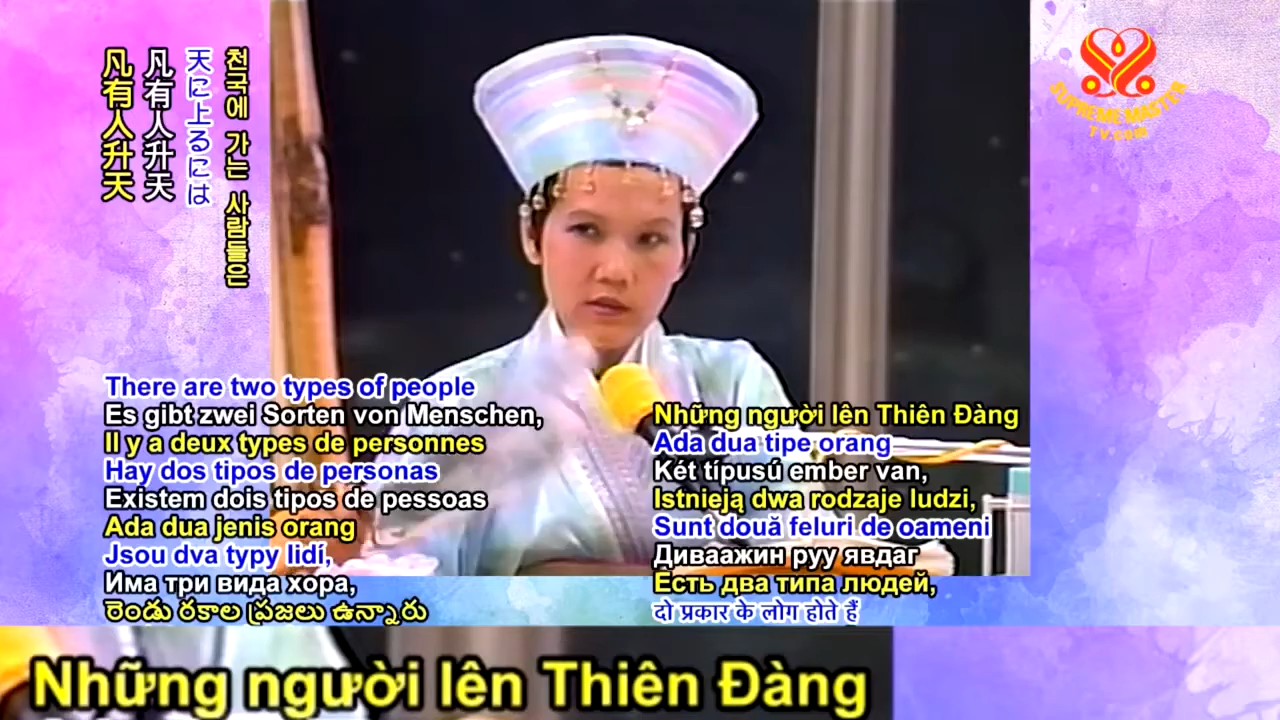 凡有人升天
凡有人升天
天に上るには
천국에 가는 사람들은
SUPREME MASTER
TV.COM
There are two types of people
Es gibt zwei Sorten von Menschen,
Il y a deux types de personnes
Hay dos tipos de personas
Existem dois tipos de pessoas
Ada dua jenis orang
Jsou dva typy lidí,
Има три вида хора,
రెండు రకాల ప్రజలు ఉన్నారు
Những người lên Thiên Đàng
Ada dua tipe orang
Két típusú ember van,
Istnieją dwa rodzaje ludzi,
Sunt două feluri de oameni
Диваажин руу явдаг
Есть два типа людей,
दो प्रकार के लोग होते हैं
Những người lên Thiên Đàng